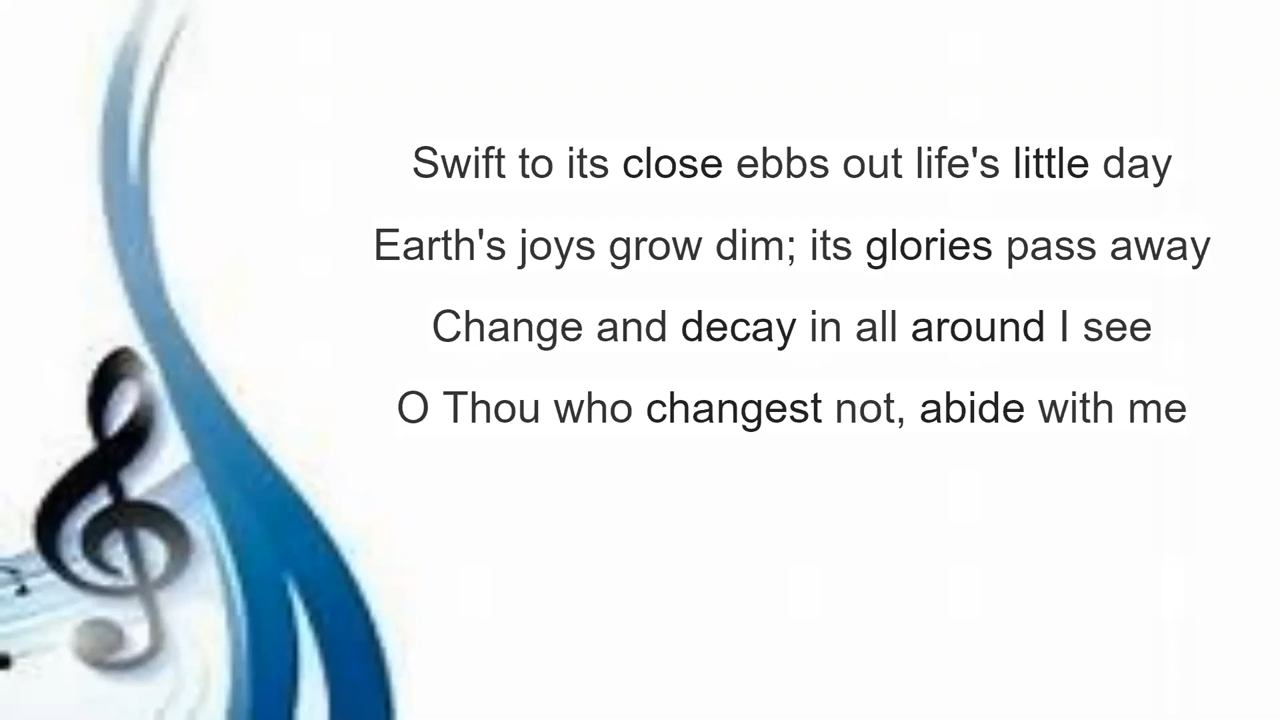 Swift to its close ebbs out life's little day
Earth's joys grow dim; its glories pass away
Change and decay in all around I see
O Thou who changest not, abide with me